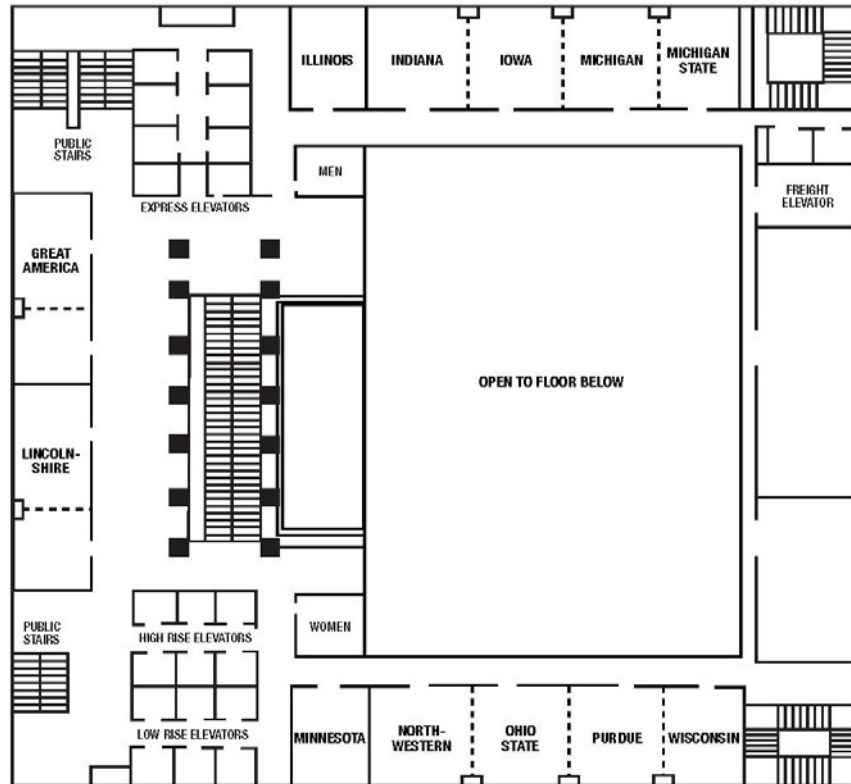 ILLINOIS
INDIANA
IOWA
MICHIGAN
MICHIGAN
STATE
PUBLIC
STAIRS
MEN
EXPRESS ELEVATORS
FREIGHT
ELEVATOR
GREAT
AMERICA
OPEN TO FLOOR BELOW
LINCOLN-
SHIRE
PUBLIC
STAIRS
HIGH RISE ELEVATORS
WOMEN
LOW RISE ELEVATORS
MINNESOTA
NORTH-
WESTERN
OHIO
STATE
PURDUE
WISCONSIN